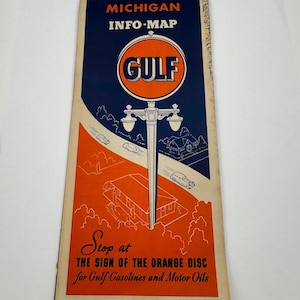 MICHIGAN
INFO-MAP
GULF
Stop at
THE SIGN OF THE ORANGE DISC
for Gulf Gasolines and Motor Oils